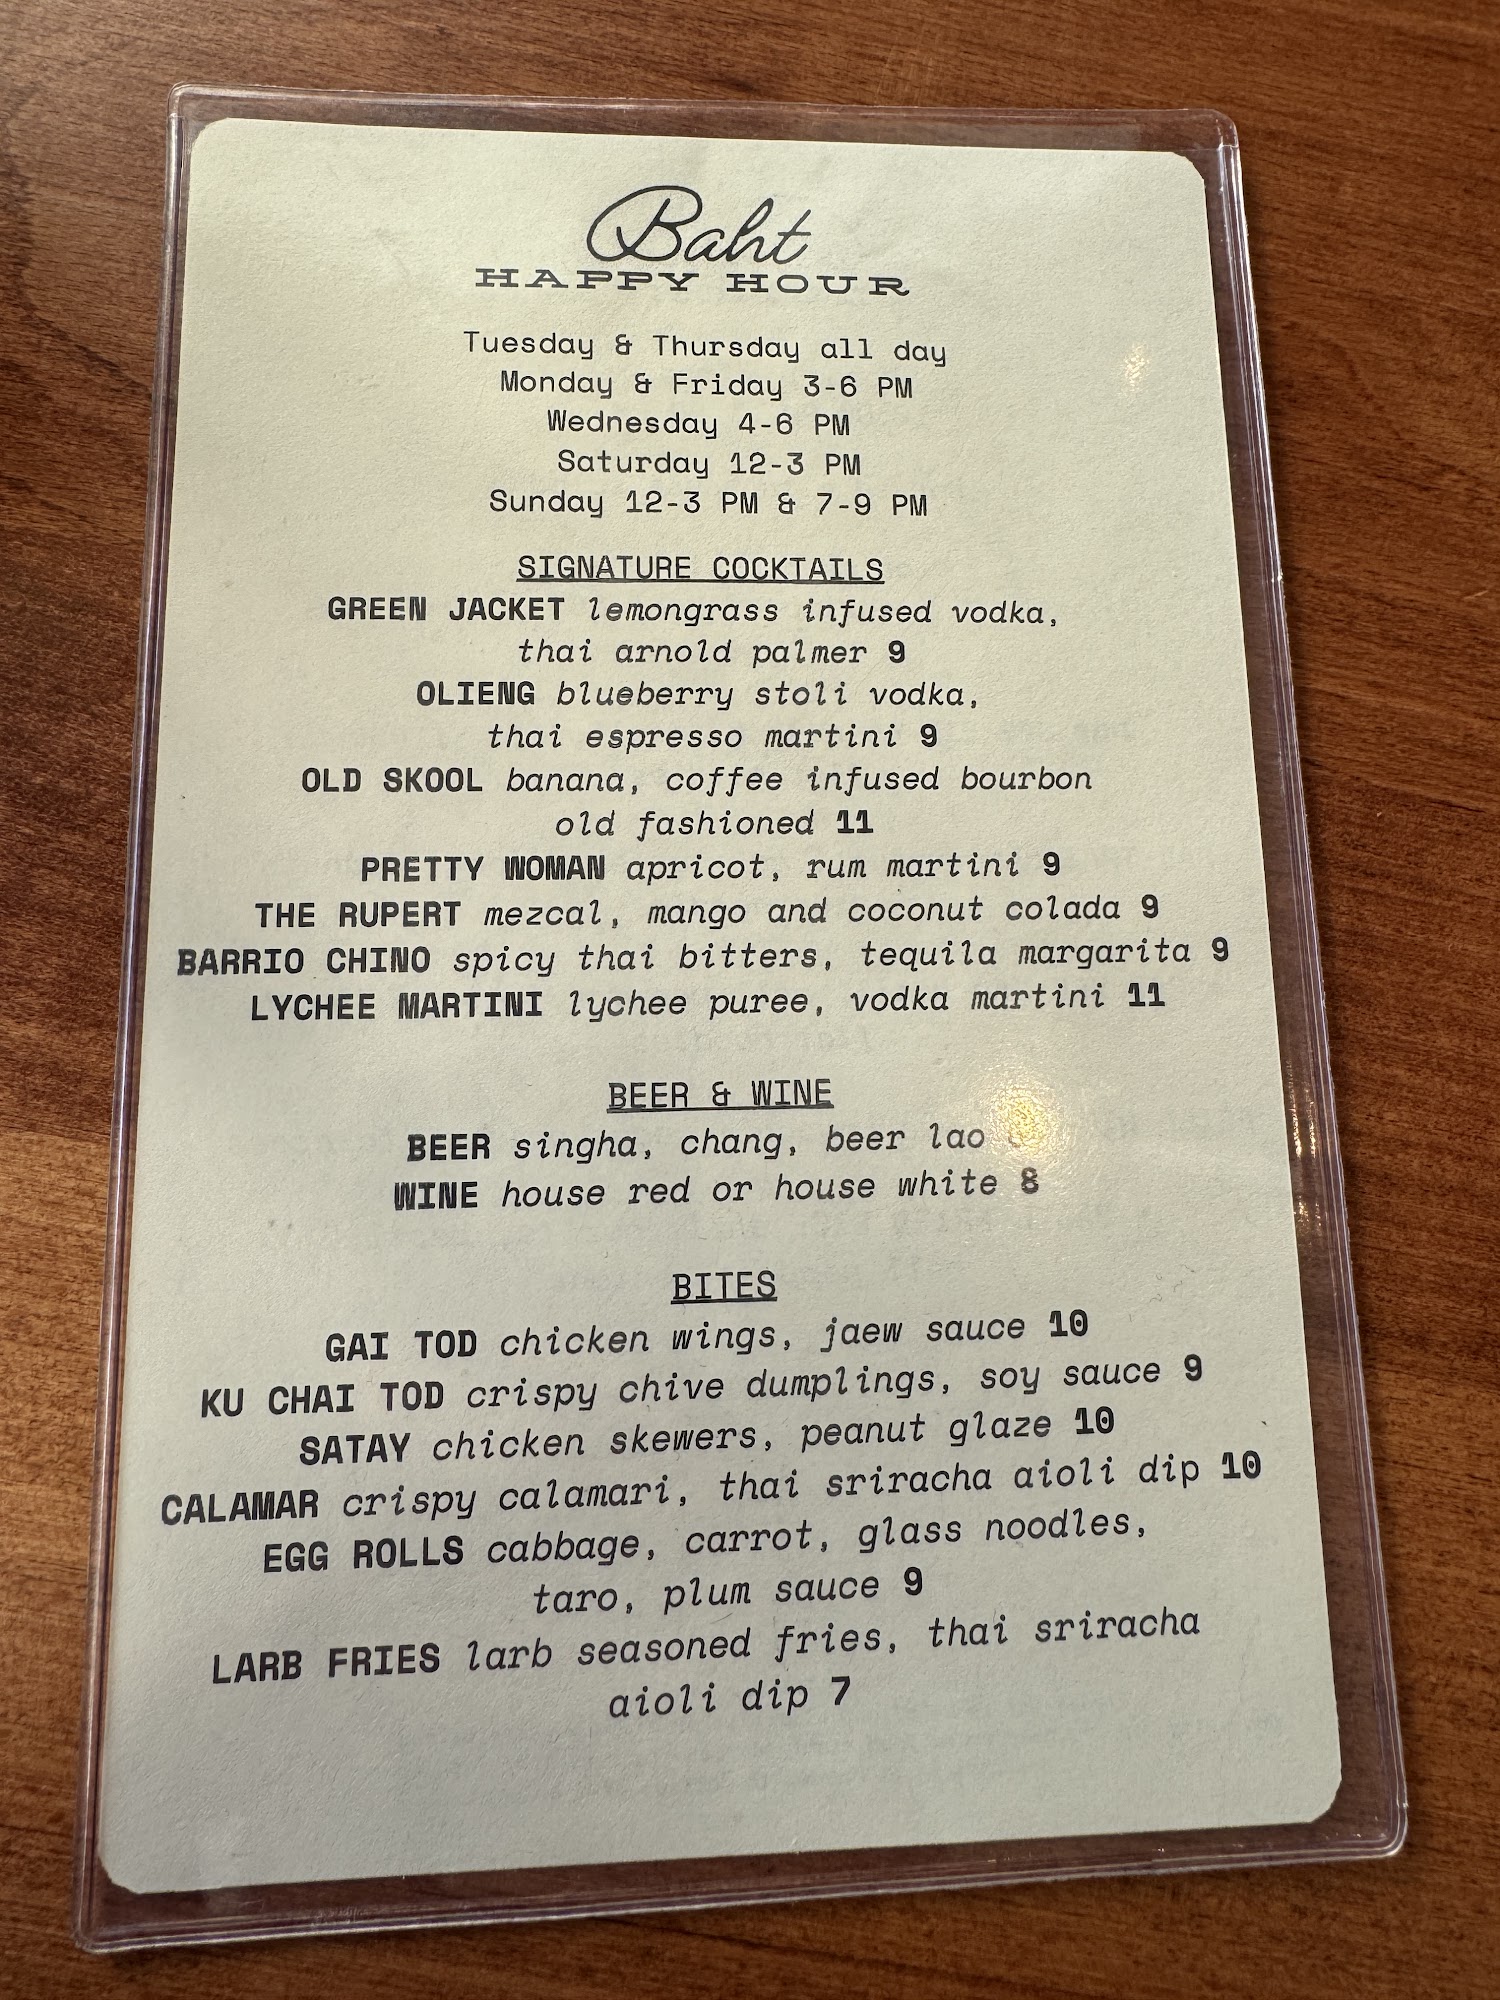 Baht
HAPPY HOUR
Tuesday & Thursday all day
Monday & Friday 3-6 PM
Wednesday 4-6 PM
Saturday 12-3 PM
Sunday 12-3 PM & 7-9 PM
SIGNATURE COCKTAILS
GREEN JACKET lemongrass infused vodka,
thai arnold palmer 9
OLIENG blueberry stoli vodka,
thai espresso martini 9
OLD SKOOL banana, coffee infused bourbon
old fashioned 11
PRETTY WOMAN apricot, rum martini 9
THE RUPERT mezcal, mango and coconut colada 9
BARRIO CHINO spicy thai bitters, tequila margarita 9
LYCHEE MARTINI lychee puree, vodka martini 11
BEER & WINE
BEER singha, chang, beer lao
WINE house red or house white 8
BITES
GAI TOD chicken wings, jaew sauce 10
KU CHAI TOD crispy chive dumplings, soy sauce 9
SATAY chicken skewers, peanut glaze 10
CALAMAR crispy calamari, thai sriracha aioli dip 10
EGG ROLLS cabbage, carrot, glass noodles,
taro, plum sauce 9
LARB FRIES larb seasoned fries, thai sriracha
aioli dip 7